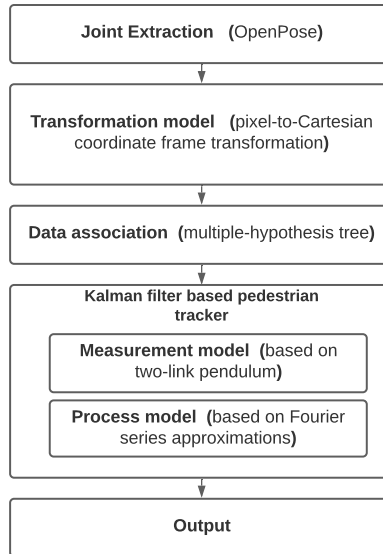 Joint Extraction (OpenPose)
Transformation model (pixel-to-Cartesian
coordinate frame transformation)
Data association (multiple-hypothesis tree)
Kalman filter based pedestrian
tracker
Measurement model (based on
two-link pendulum)
Process model (based on Fourier
series approximations)
Output